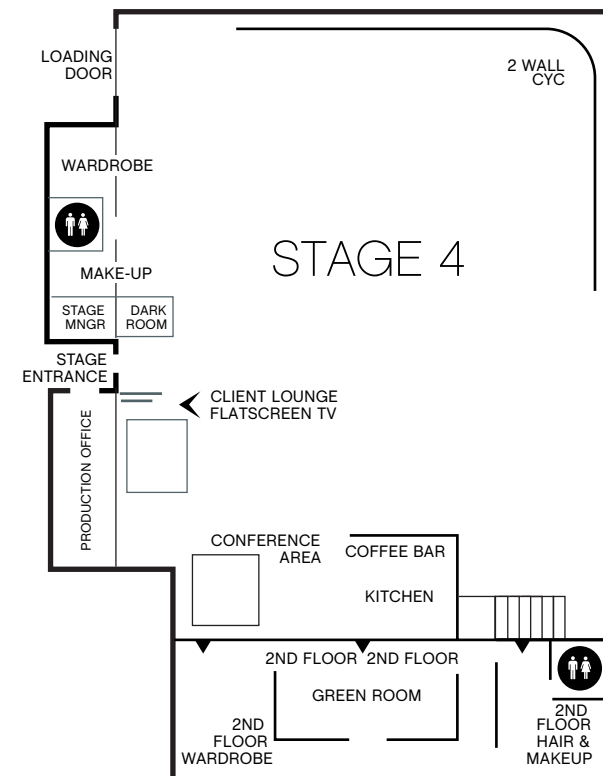 LOADING
DOOR
2 WALL
CYC
WARDROBE
STAGE 4
MAKE-UP
STAGE
MNGR
DARK
ROOM
STAGE
ENTRANCE
CLIENT LOUNGE
FLATSCREEN TV
PRODUCTION OFFICE
CONFERENCE
AREA
COFFEE BAR
KITCHEN
2ND FLOOR
2ND FLOOR
GREEN ROOM
2ND
FLOOR
WARDROBE
2ND
FLOOR
HAIR &
MAKEUP